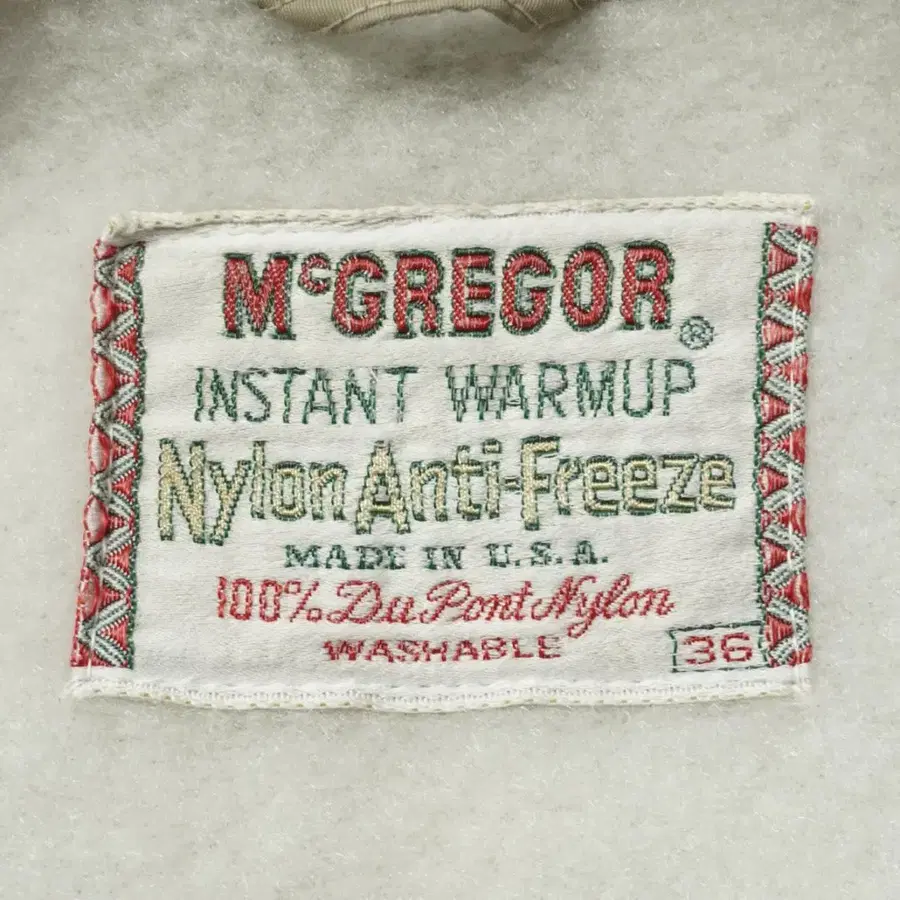 McGREGOR®
INSTANT WARMUP
Nylon Anti-Freeze
MADE IN U.S.A.
100% Du Pont Nylon
WASHABLE
36